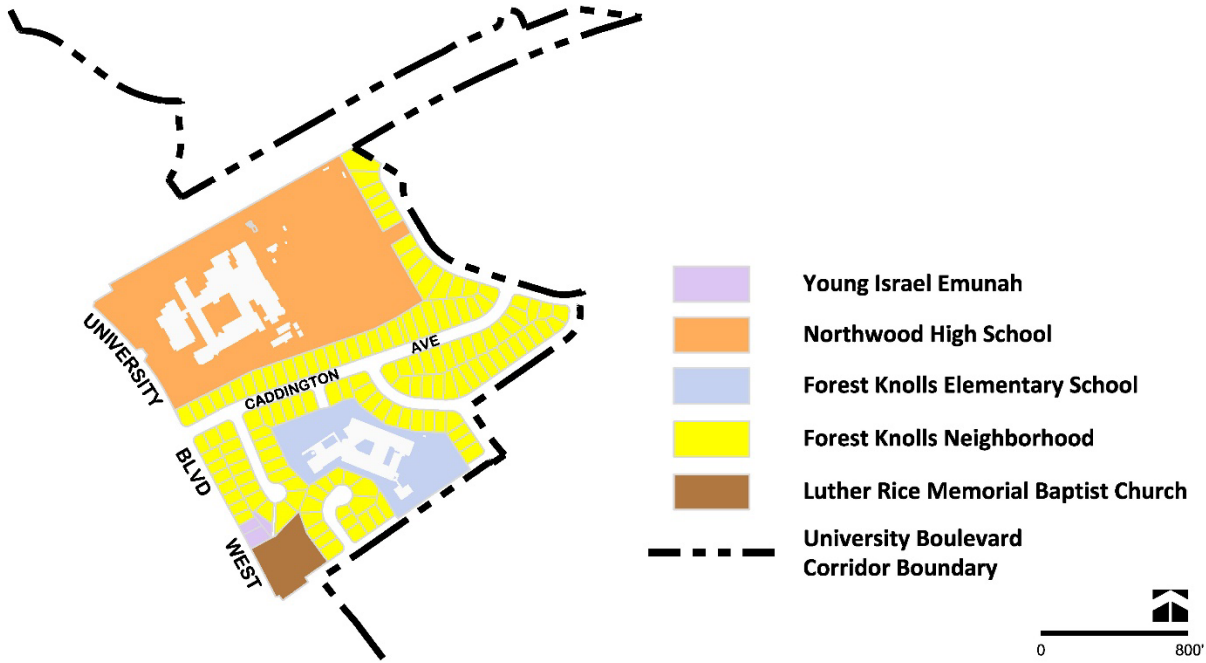 UNIVERSITY
BLVD
WEST
CADDINGTON
AVE
Young Israel Emunah
Northwood High School
Forest Knolls Elementary School
Forest Knolls Neighborhood
Luther Rice Memorial Baptist Church
University Boulevard
Corridor Boundary
0
800'